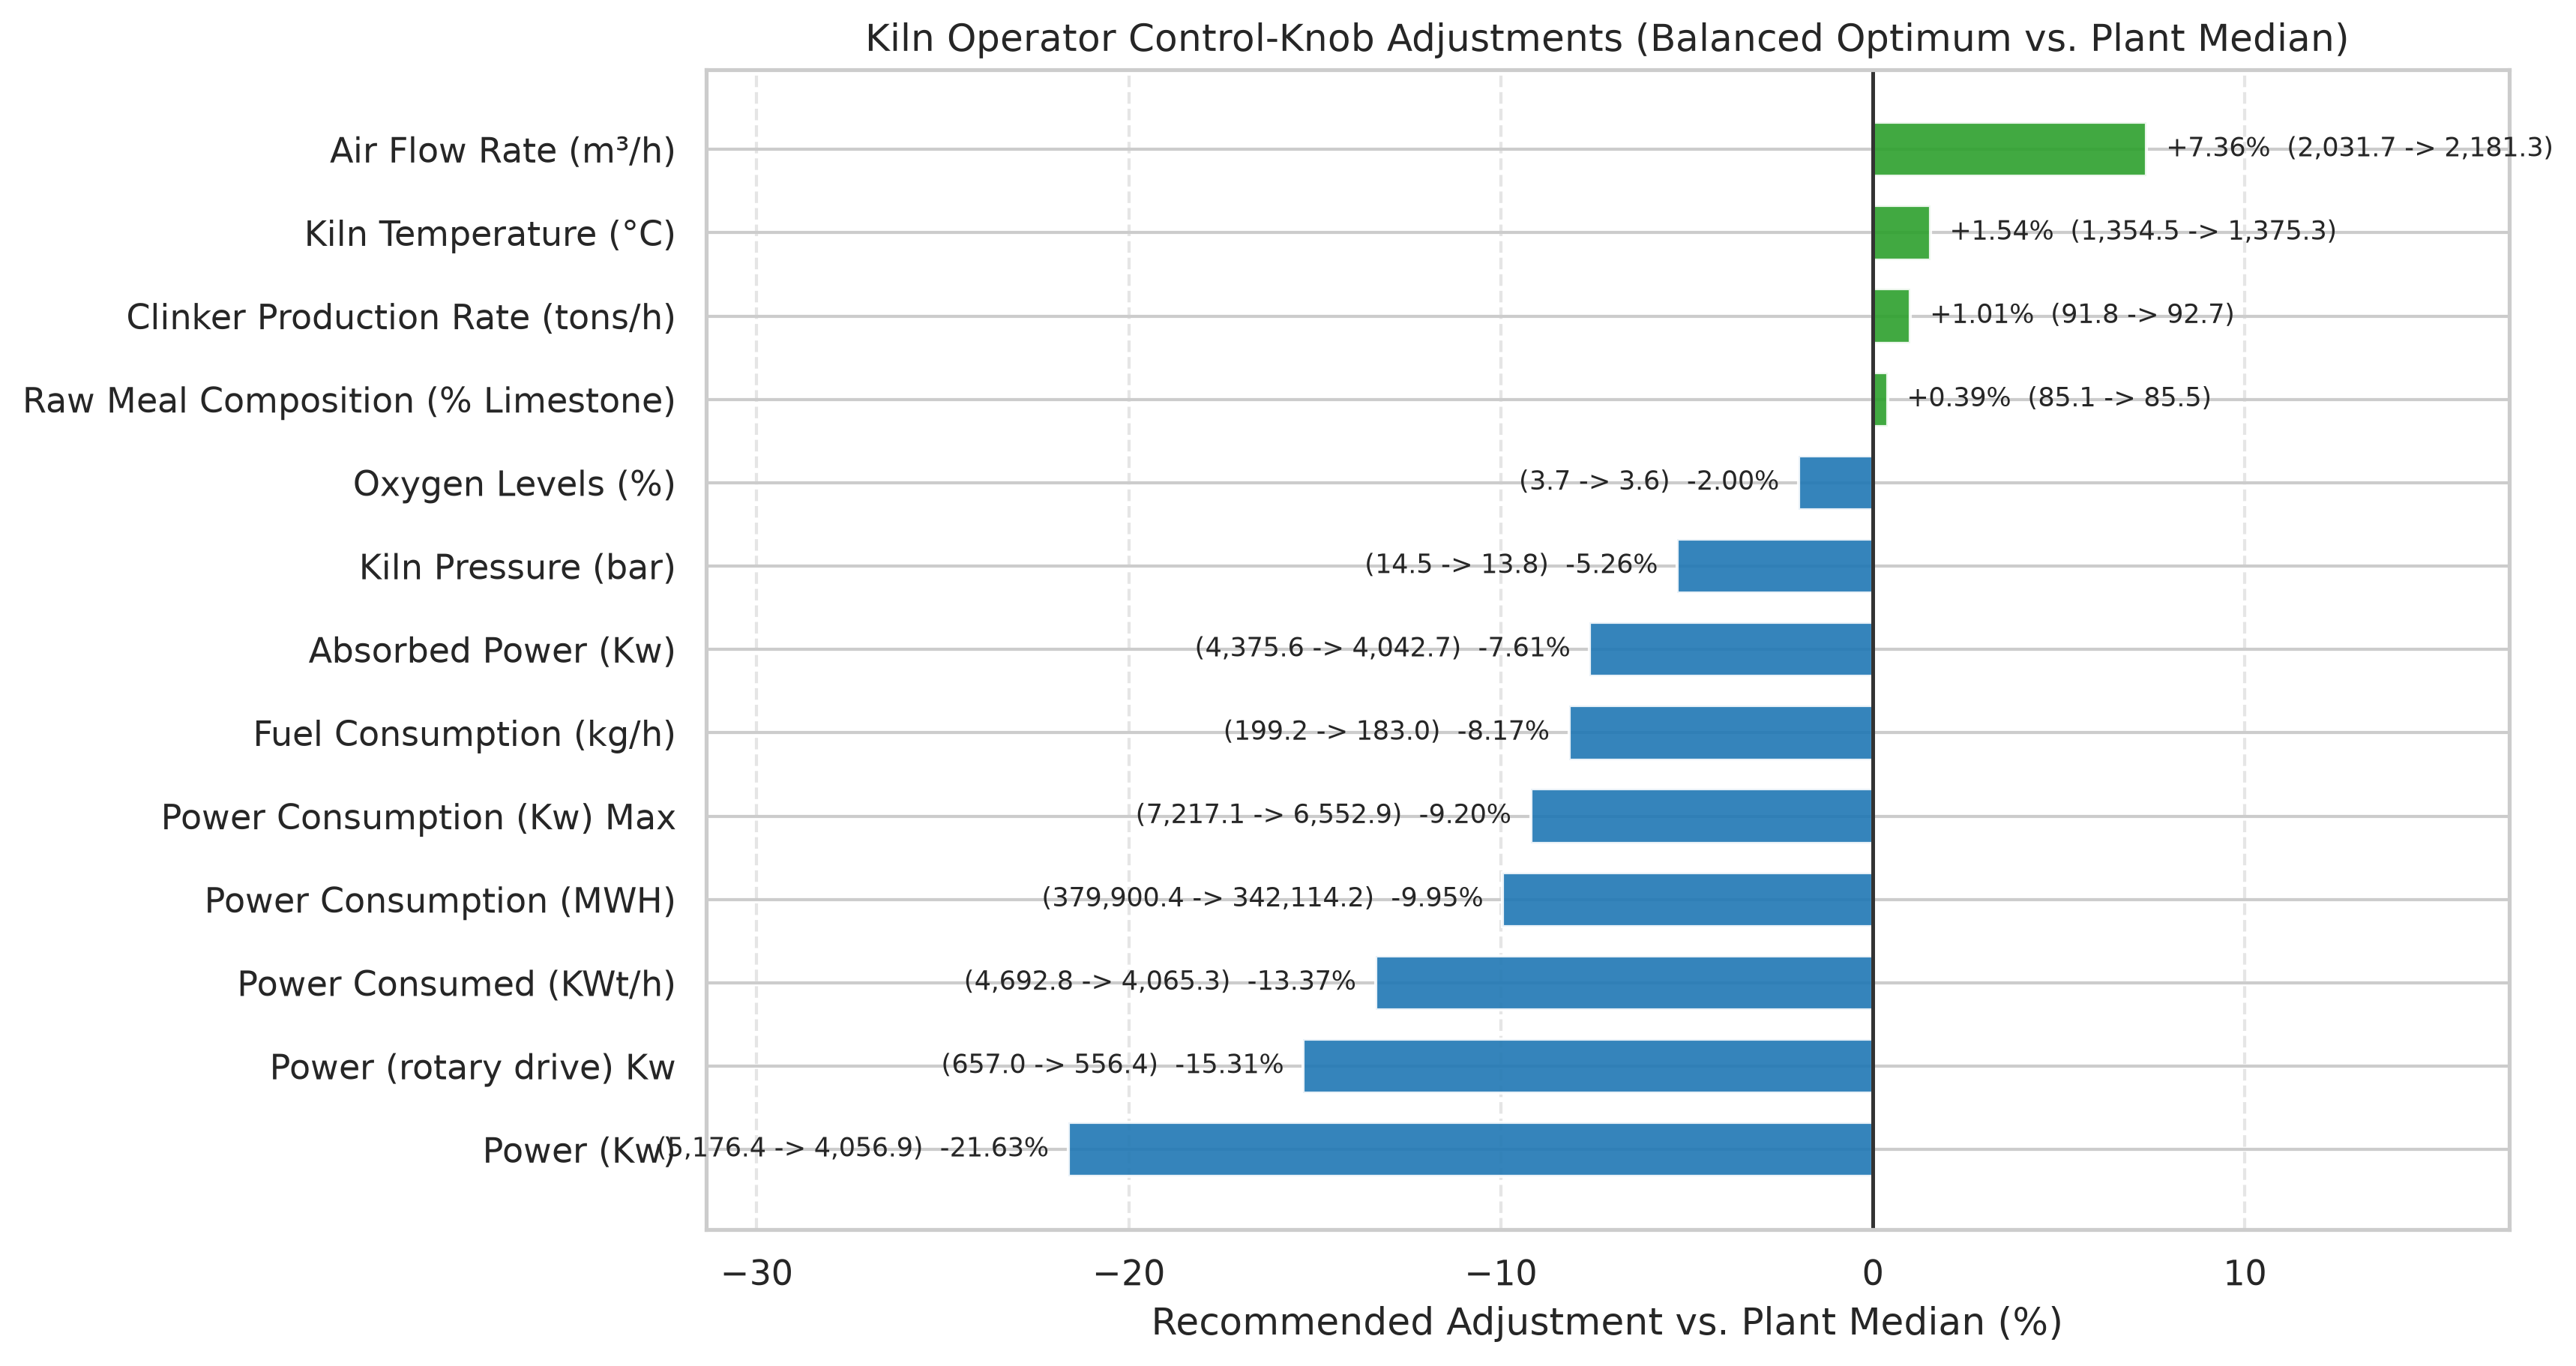 Kiln Operator Control-Knob Adjustments (Balanced Optimum vs. Plant Median)
Air Flow Rate (m³/h) +7.36% (2,031.7 -> 2,181.3)
Kiln Temperature (°C) +1.54% (1,354.5 -> 1,375.3)
Clinker Production Rate (tons/h) +1.01% (91.8 -> 92.7)
Raw Meal Composition (% Limestone) +0.39% (85.1 -> 85.5)
Oxygen Levels (%) (3.7 -> 3.6) -2.00%
Kiln Pressure (bar) (14.5 -> 13.8) -5.26%
Absorbed Power (Kw) (4,375.6 -> 4,042.7) -7.61%
Fuel Consumption (kg/h) (199.2 -> 183.0) -8.17%
Power Consumption (Kw) Max (7,217.1 -> 6,552.9) -9.20%
Power Consumption (MWH) (379,900.4 -> 342,114.2) -9.95%
Power Consumed (KWt/h) (4,692.8 -> 4,065.3) -13.37%
Power (rotary drive) Kw (657.0 -> 556.4) -15.31%
Power (Kw) (5,176.4 -> 4,056.9) -21.63%
−30 −20 −10 0 10
Recommended Adjustment vs. Plant Median (%)